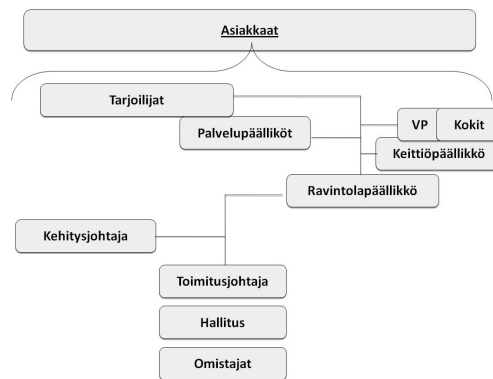 Asiakkaat
Tarjoilijat
VP
Kokit
Palvelupäälliköt
Keittiöpäällikkö
Ravintolapäällikkö
Kehitysjohtaja
Toimitusjohtaja
Hallitus
Omistajat